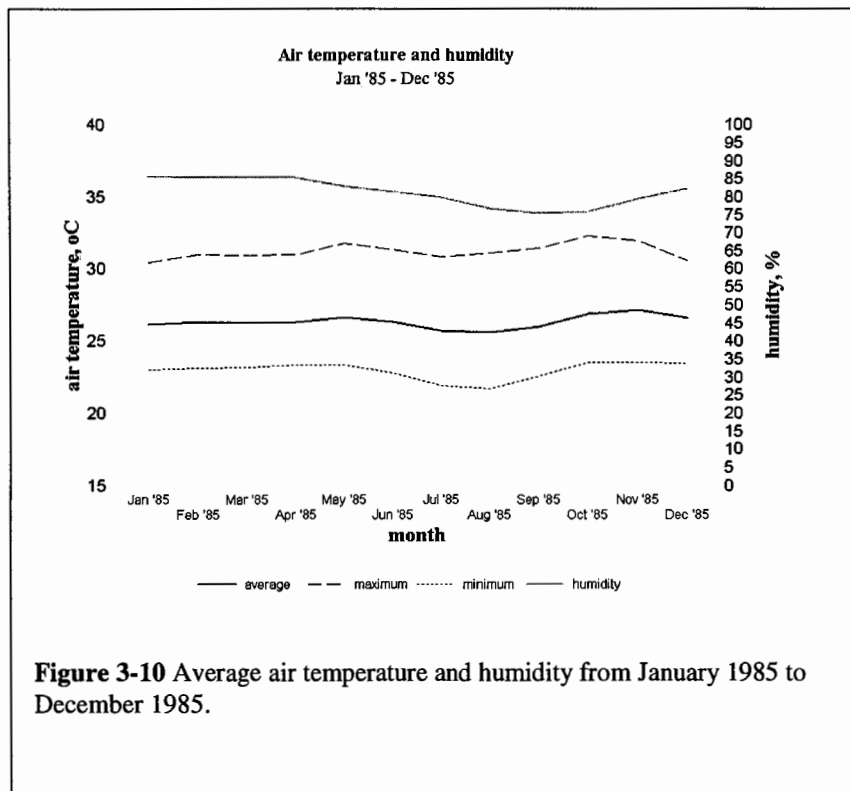 Air temperature and humidity
Jan '85 - Dec '85
air temperature, oC
40
35
30
25
20
15
humidity, %
100
95
90
85
80
75
70
65
60
55
50
45
40
35
30
25
20
15
10
5
0
Jan '85 Mar '85 May '85 Jul '85 Sep '85 Nov '85
Feb '85 Apr '85 Jun '85 Aug '85 Oct '85 Dec '85
month
average maximum minimum humidity
Figure 3-10 Average air temperature and humidity from January 1985 to
December 1985.